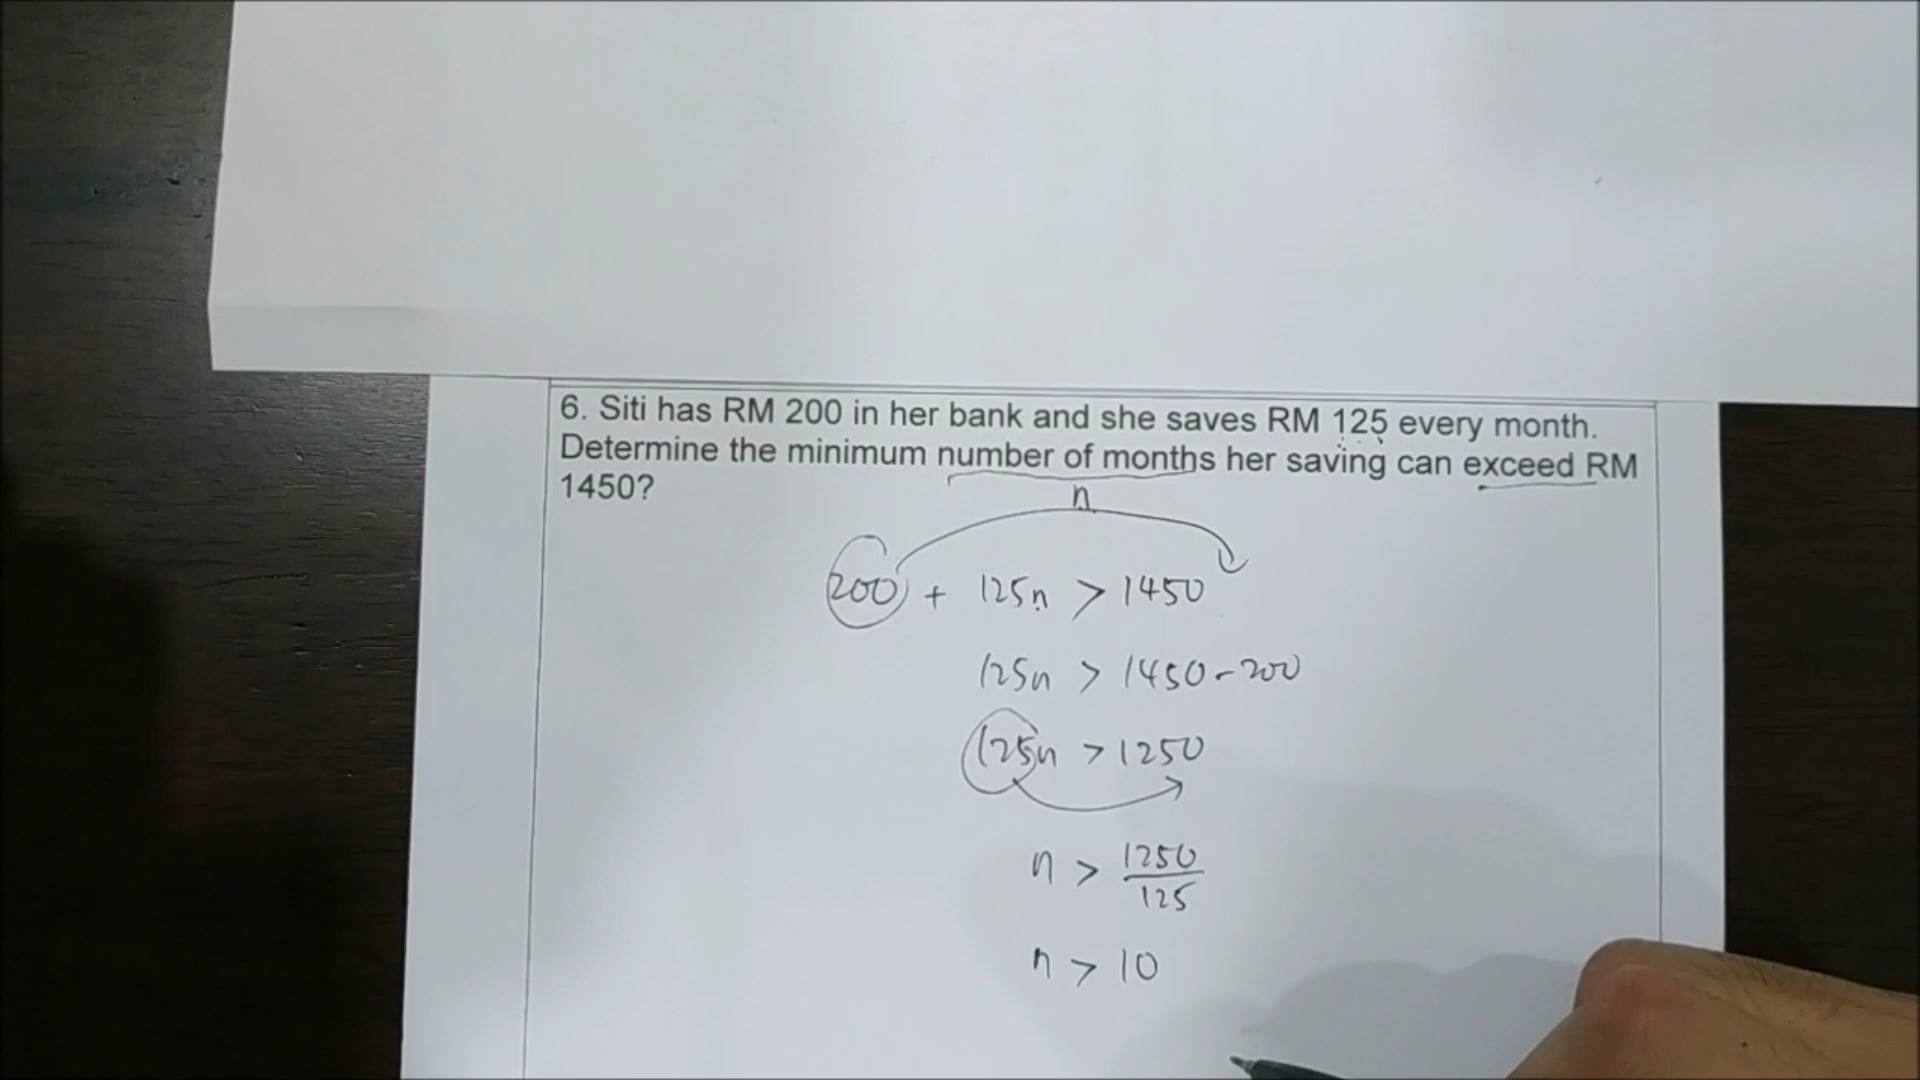 6. Siti has RM 200 in her bank and she saves RM 125 every month.
Determine the minimum number of months her saving can exceed RM
1450?
n
200 + 125n > 1450
125n > 1450-200
125n > 1250
n > 1250/125
n > 10